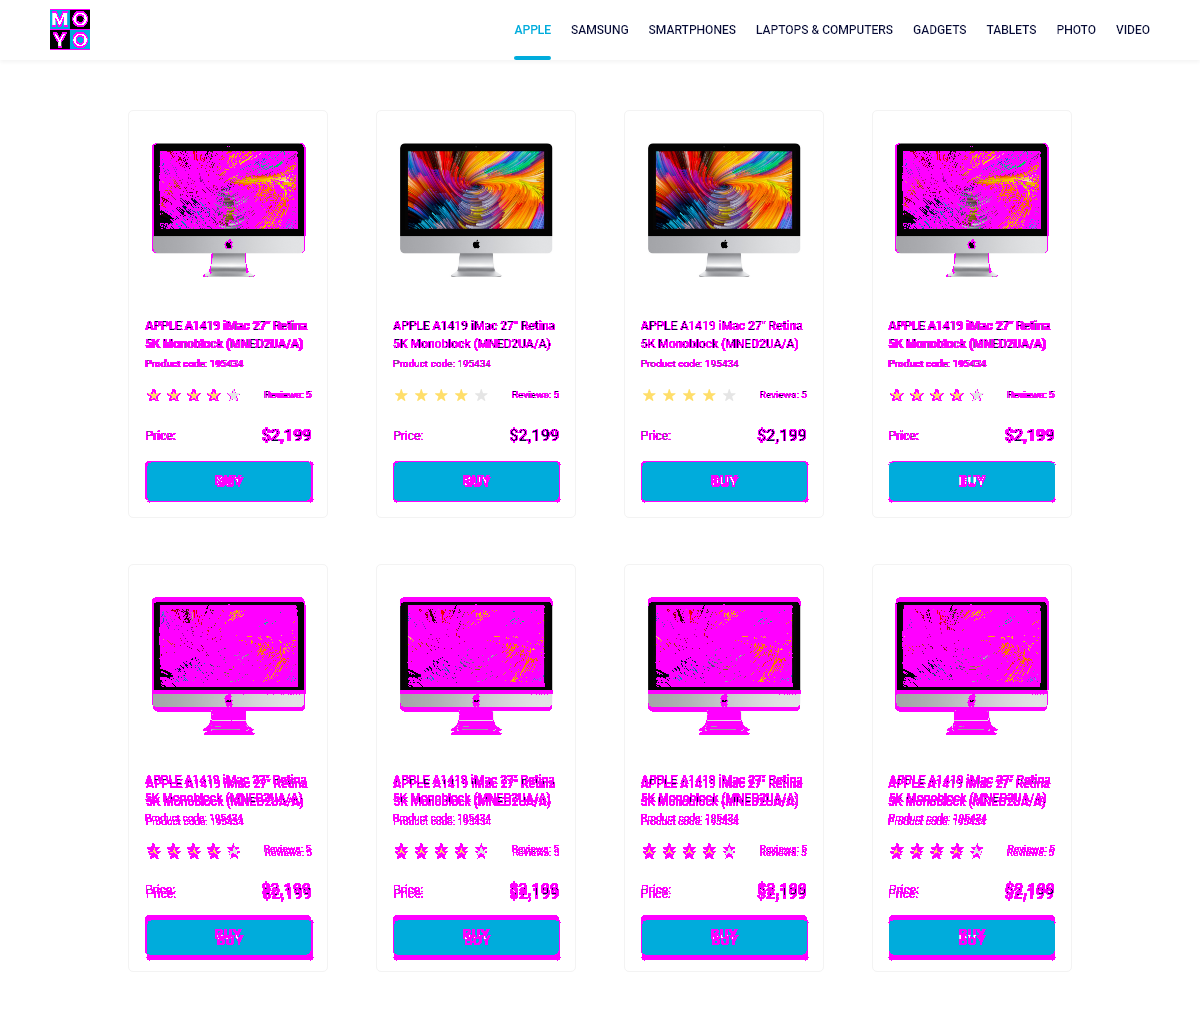 MO
YO
APPLE SAMSUNG SMARTPHONES LAPTOPS & COMPUTERS GADGETS TABLETS PHOTO VIDEO
APPLE A1419 iMac 27" Retina
5K Monoblock (MNED2UA/A)
Product code: 195434
Reviews: 5
Price: $2,199
BUY
APPLE A1419 iMac 27" Retina
5K Monoblock (MNED2UA/A)
Product code: 195434
Reviews: 5
Price: $2,199
BUY
APPLE A1419 iMac 27" Retina
5K Monoblock (MNED2UA/A)
Product code: 195434
Reviews: 5
Price: $2,199
BUY
APPLE A1419 iMac 27" Retina
5K Monoblock (MNED2UA/A)
Product code: 195434
Reviews: 5
Price: $2,199
BUY
APPLE A1419 iMac 27" Retina
5K Monoblock (MNED2UA/A)
Product code: 195434
Reviews: 5
Price: $2,199
BUY
APPLE A1419 iMac 27" Retina
5K Monoblock (MNED2UA/A)
Product code: 195434
Reviews: 5
Price: $2,199
BUY
APPLE A1419 iMac 27" Retina
5K Monoblock (MNED2UA/A)
Product code: 195434
Reviews: 5
Price: $2,199
BUY
APPLE A1419 iMac 27" Retina
5K Monoblock (MNED2UA/A)
Product code: 195434
Reviews: 5
Price: $2,199
BUY